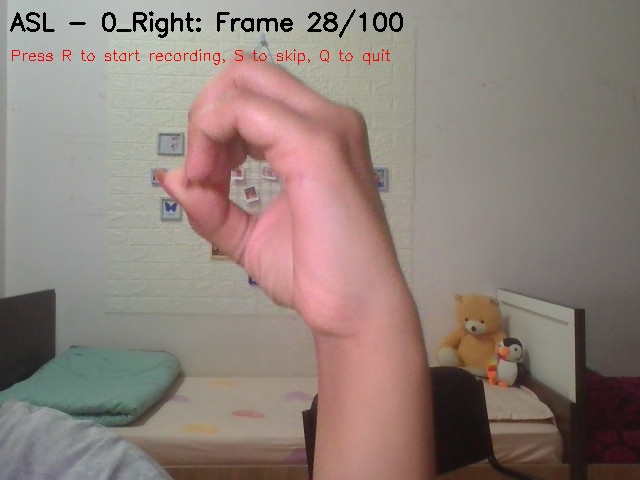 ASL - 0_Right: Frame 28/100
Press R to start recording, S to skip, Q to quit